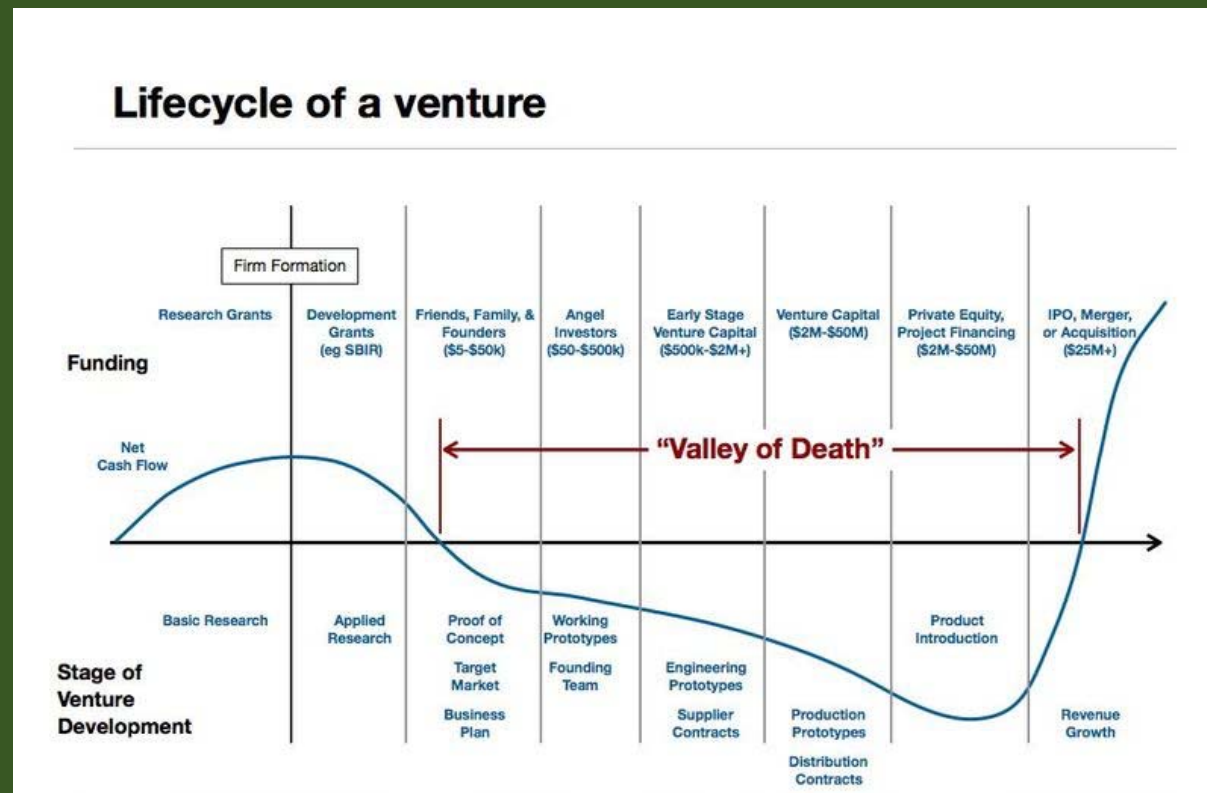 Lifecycle of a venture
Firm Formation
Funding
Research Grants
Development
Grants
(eg SBIR)
Friends, Family, &
Founders
($5-$50k)
Angel
Investors
($50-$500k)
Early Stage
Venture Capital
($500k-$2M+)
Venture Capital
($2M-$50M)
Private Equity,
Project Financing
($2M-$50M)
IPO, Merger,
or Acquisition
($25M+)
Net
Cash Flow
“Valley of Death”
Stage of
Venture
Development
Basic Research
Applied
Research
Proof of
Concept
Target
Market
Business
Plan
Working
Prototypes
Founding
Team
Engineering
Prototypes
Supplier
Contracts
Production
Prototypes
Distribution
Contracts
Product
Introduction
Revenue
Growth